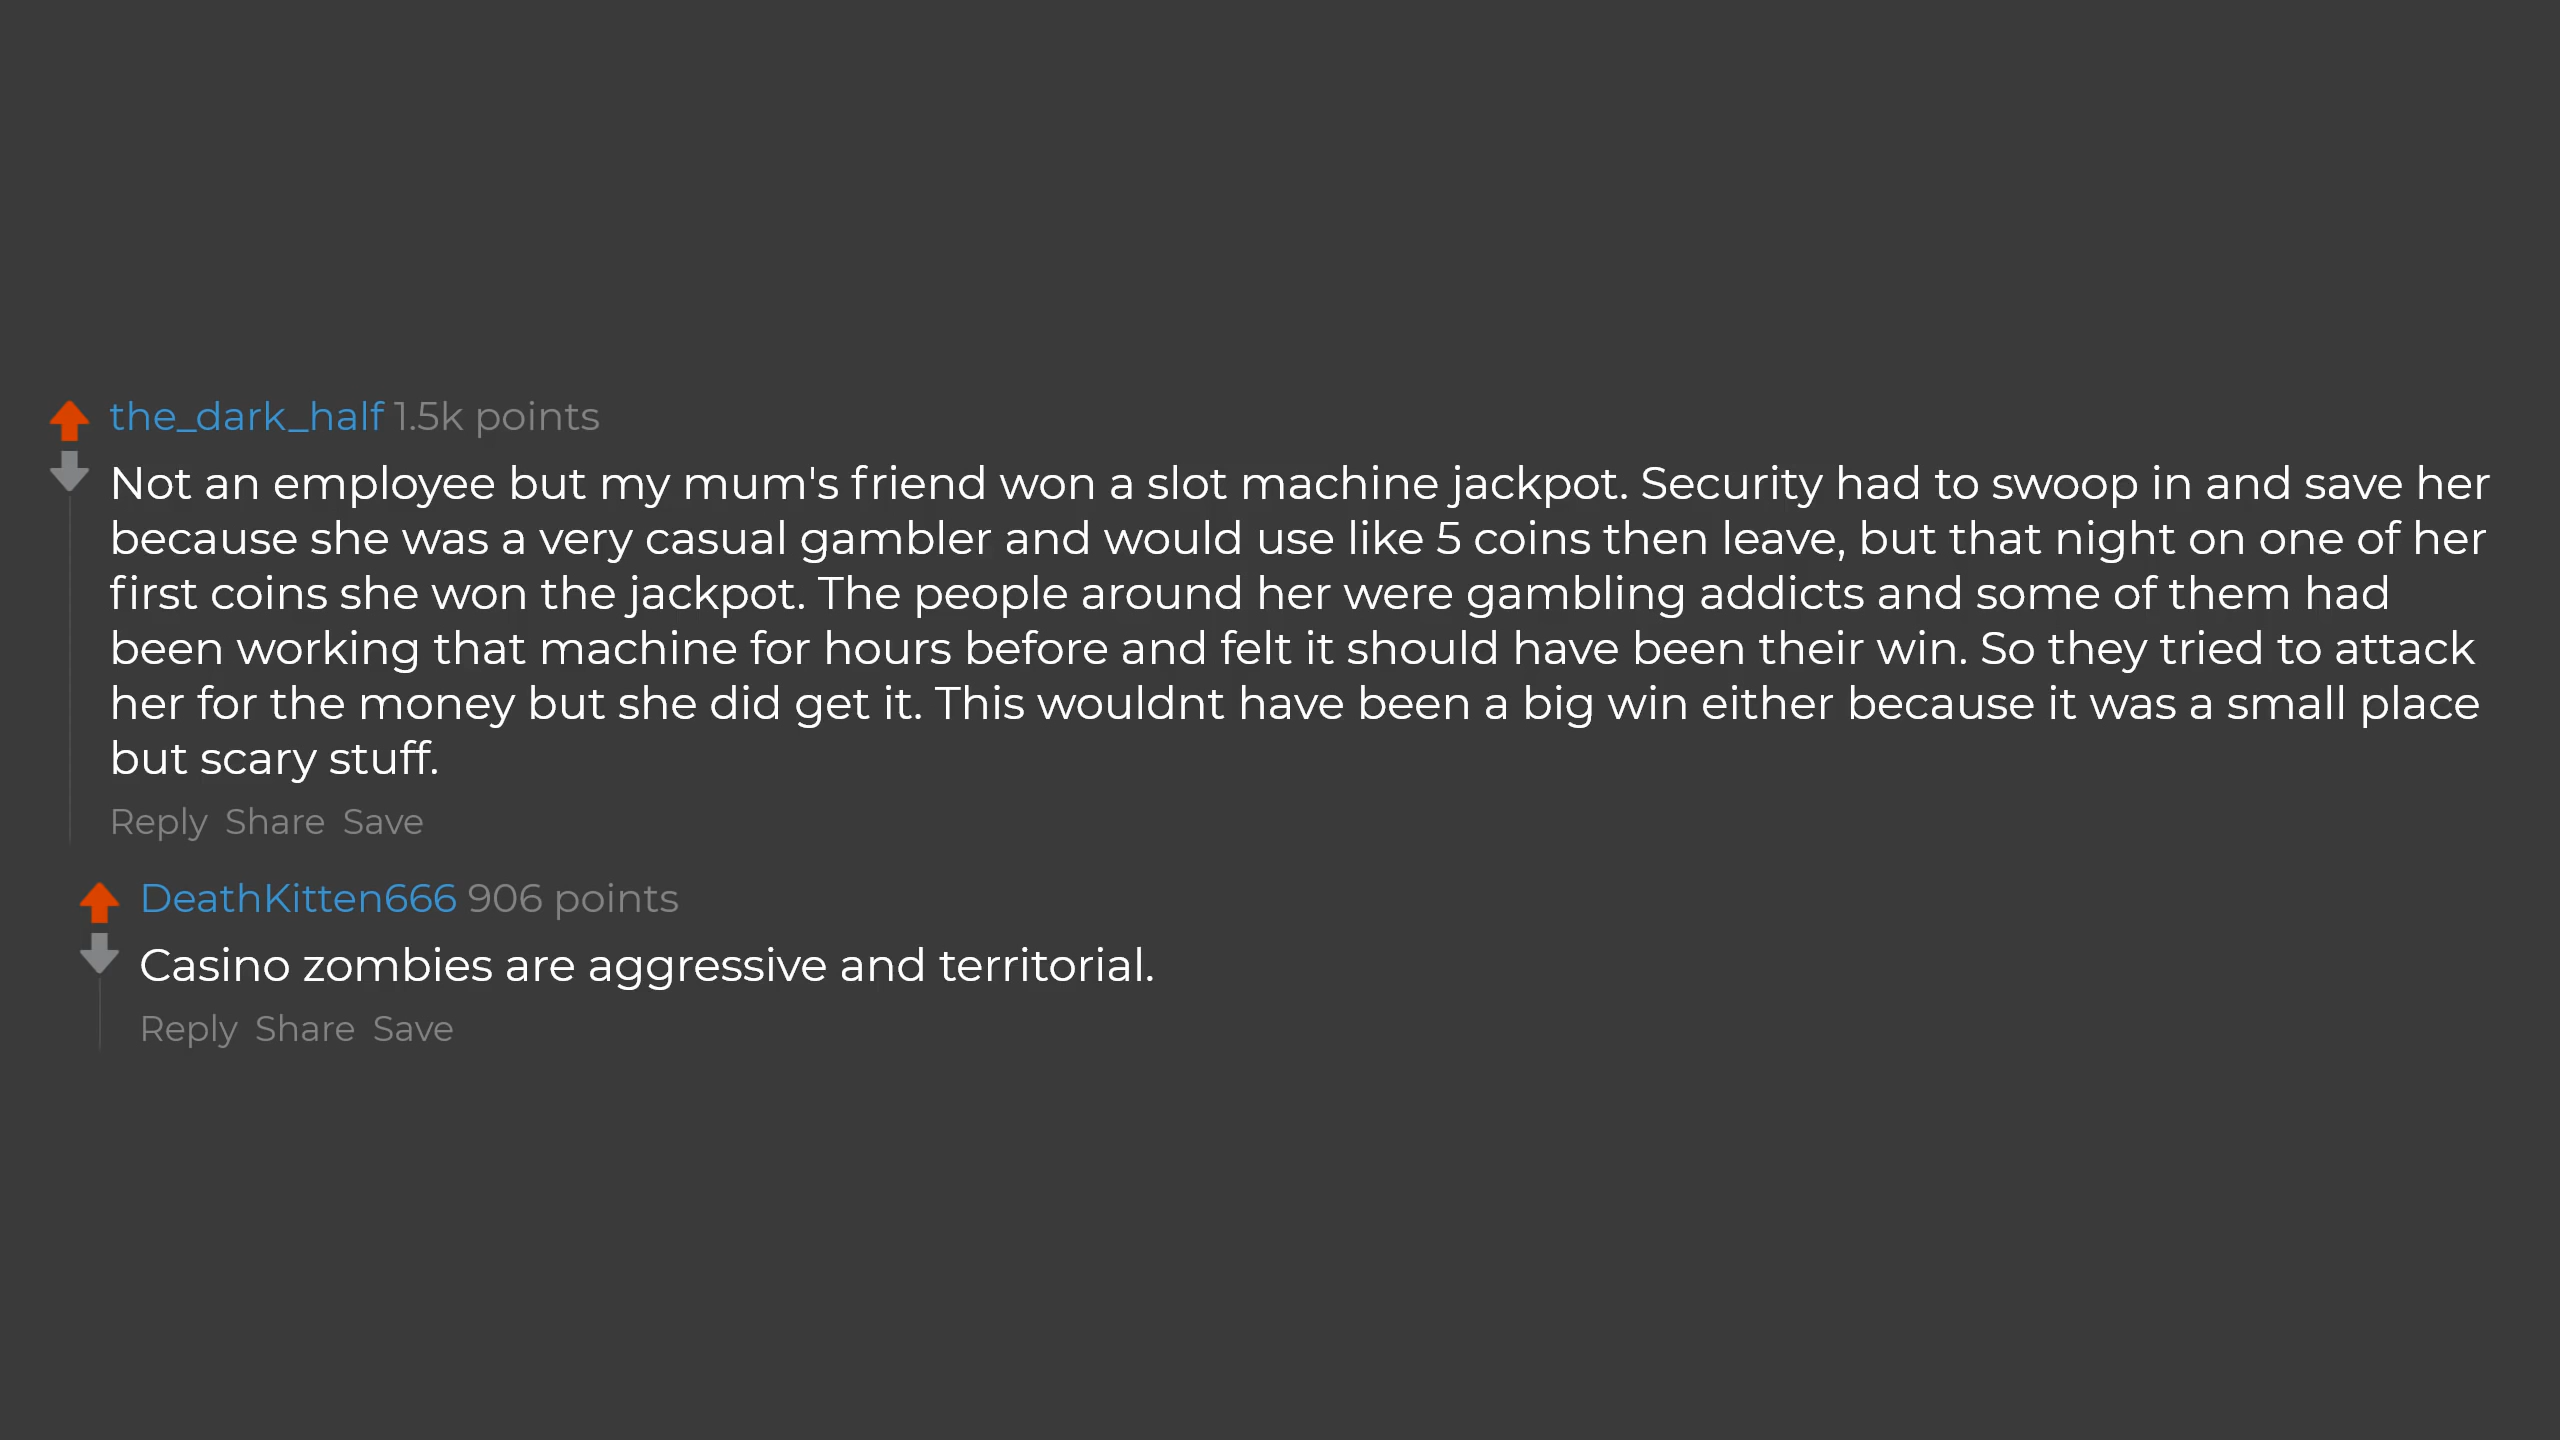 the_dark_half 1.5k points
Not an employee but my mum's friend won a slot machine jackpot. Security had to swoop in and save her
because she was a very casual gambler and would use like 5 coins then leave, but that night on one of her
first coins she won the jackpot. The people around her were gambling addicts and some of them had
been working that machine for hours before and felt it should have been their win. So they tried to attack
her for the money but she did get it. This wouldnt have been a big win either because it was a small place
but scary stuff.
Reply Share Save
DeathKitten666 906 points
Casino zombies are aggressive and territorial.
Reply Share Save